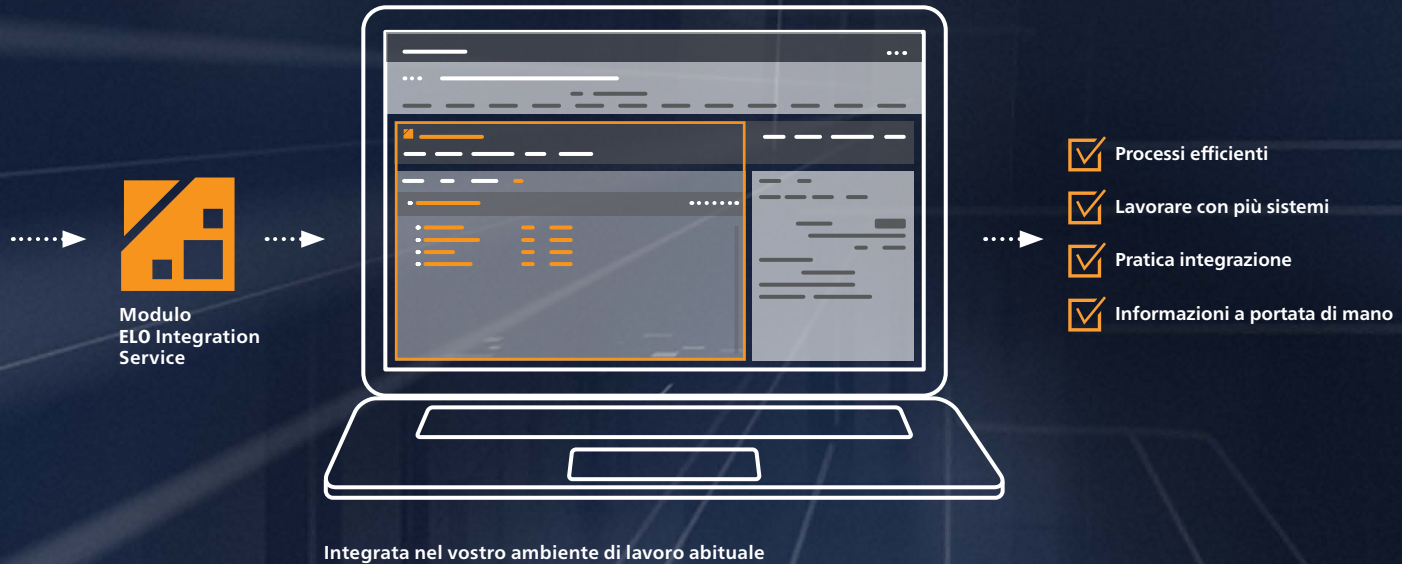 Modulo
ELO Integration
Service
Processi efficienti
Lavorare con più sistemi
Pratica integrazione
Informazioni a portata di mano
Integrata nel vostro ambiente di lavoro abituale